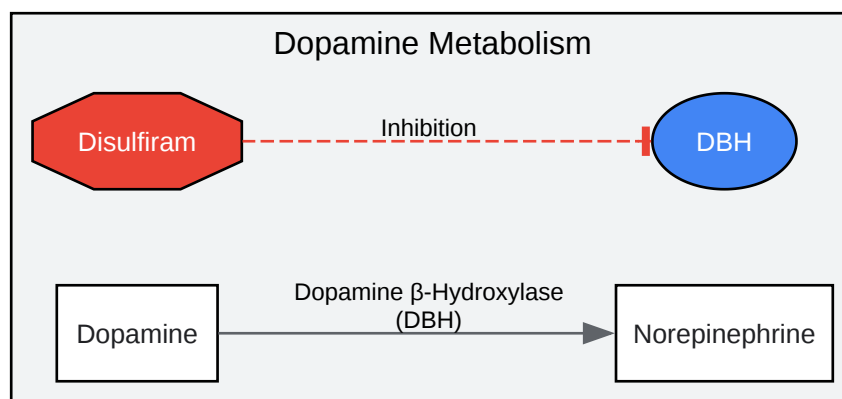 Dopamine Metabolism
Disulfiram
Inhibition
DBH
Dopamine
Dopamine β-Hydroxylase
(DBH)
Norepinephrine